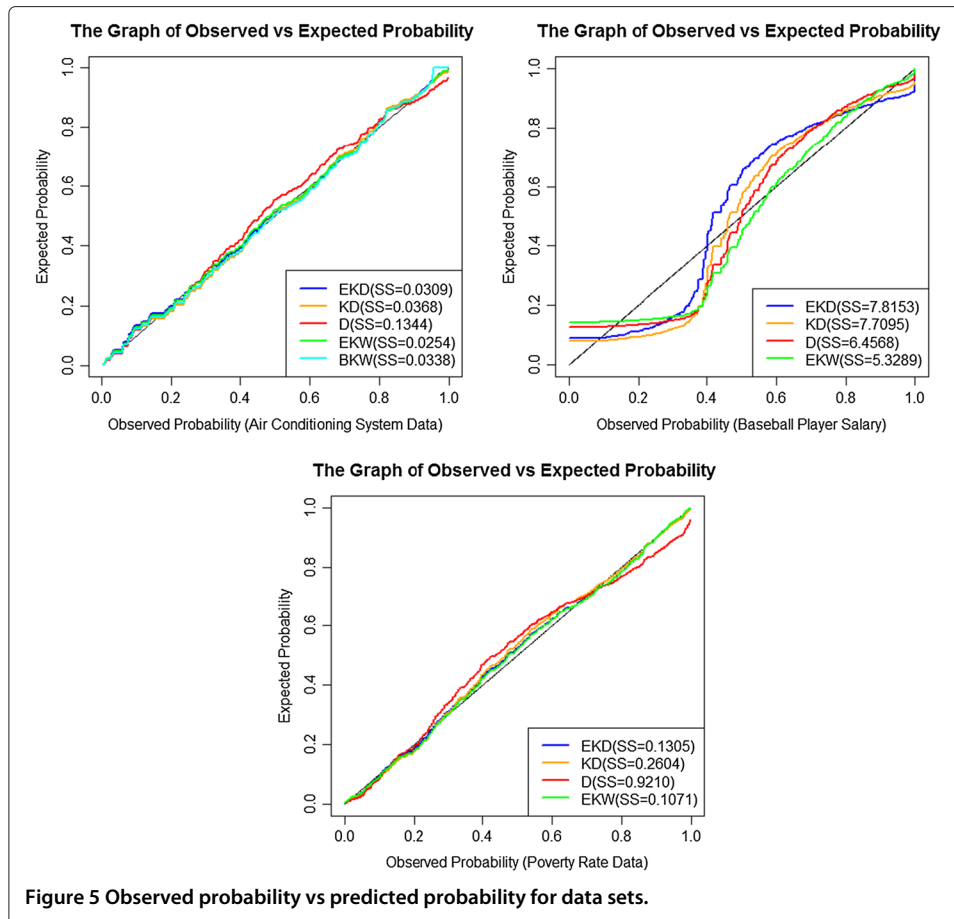 The Graph of Observed vs Expected Probability
Expected Probability
1.0
0.8
0.6
0.4
0.2
0.0
EKD(SS=0.0309)
KD(SS=0.0368)
D(SS=0.1344)
EKW(SS=0.0254)
BKW(SS=0.0338)
0.0 0.2 0.4 0.6 0.8 1.0
Observed Probability (Air Conditioning System Data)
The Graph of Observed vs Expected Probability
Expected Probability
1.0
0.8
0.6
0.4
0.2
0.0
EKD(SS=7.8153)
KD(SS=7.7095)
D(SS=6.4568)
EKW(SS=5.3289)
0.0 0.2 0.4 0.6 0.8 1.0
Observed Probability (Baseball Player Salary)
The Graph of Observed vs Expected Probability
Expected Probability
1.0
0.8
0.6
0.4
0.2
0.0
EKD(SS=0.1305)
KD(SS=0.2604)
D(SS=0.9210)
EKW(SS=0.1071)
0.0 0.2 0.4 0.6 0.8 1.0
Observed Probability (Poverty Rate Data)
Figure 5 Observed probability vs predicted probability for data sets.